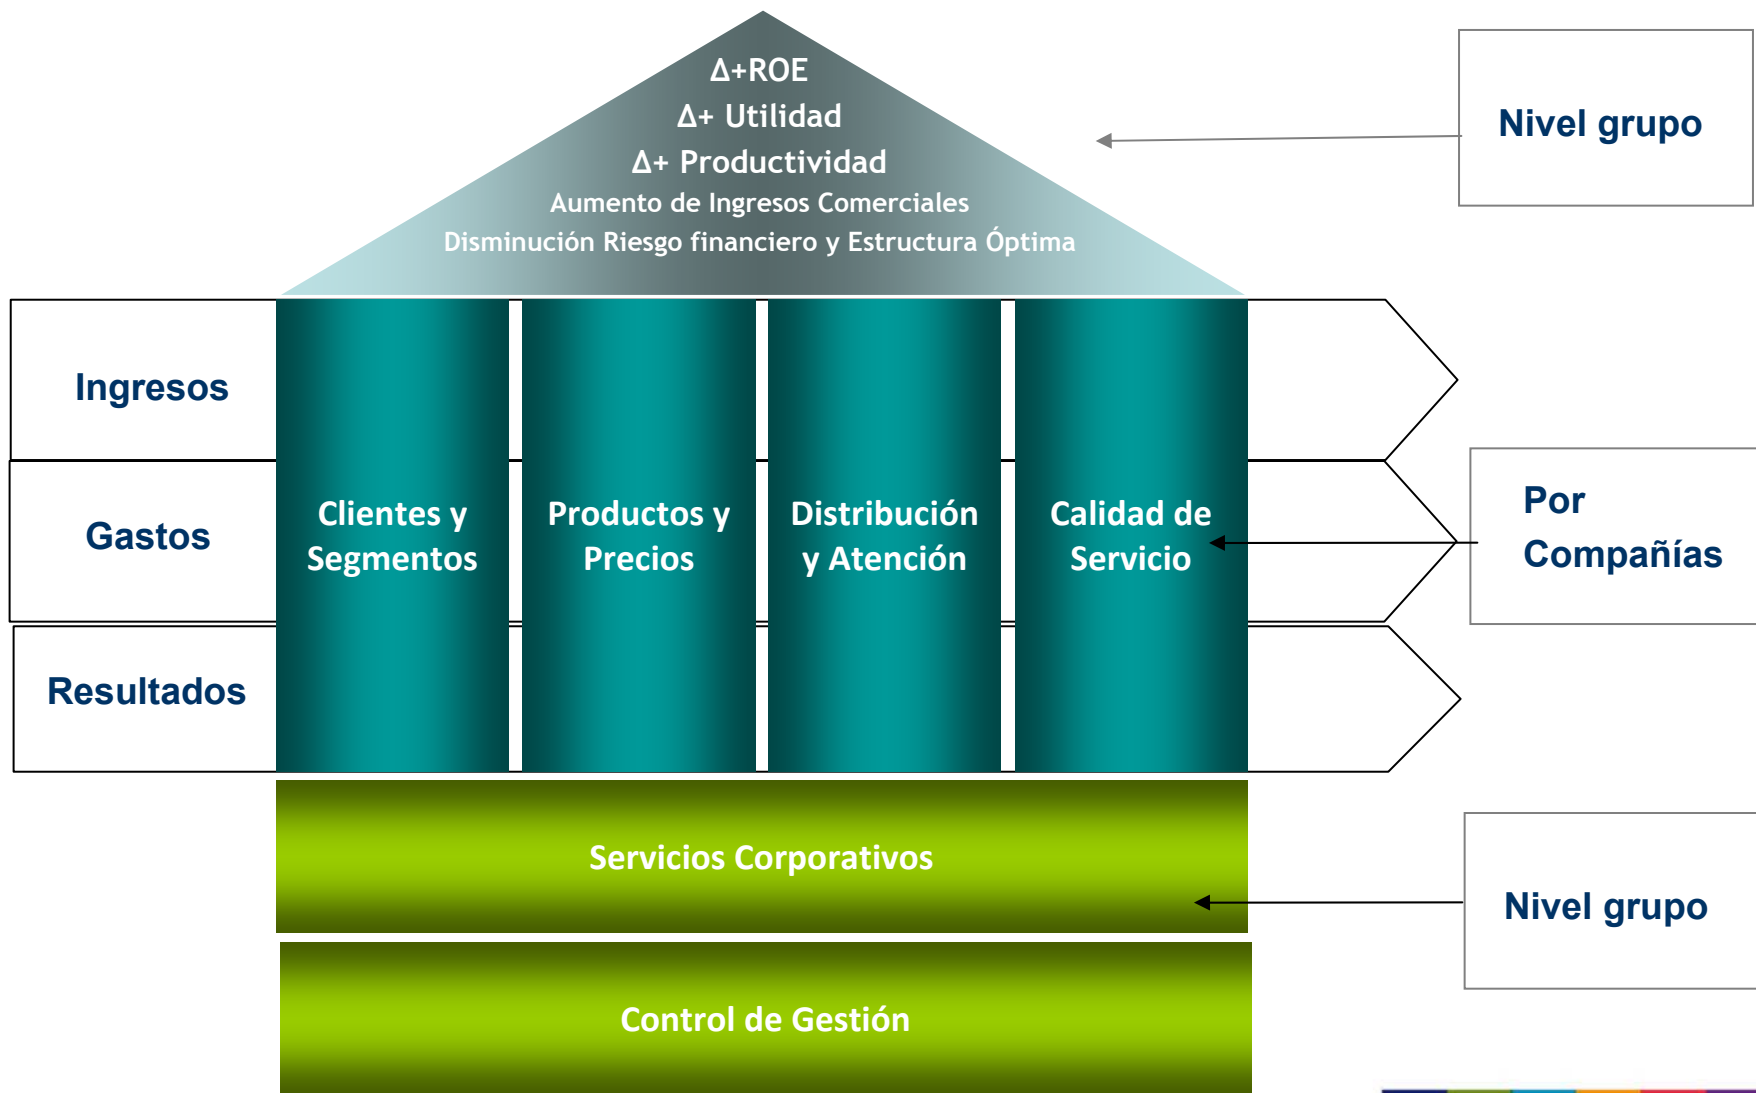 Δ+ROE
Δ+ Utilidad
Δ+ Productividad
Aumento de Ingresos Comerciales
Disminución Riesgo financiero y Estructura Óptima
Nivel grupo
Ingresos
Gastos
Resultados
Clientes y
Segmentos
Productos y
Precios
Distribución
y Atención
Calidad de
Servicio
Por
Compañías
Servicios Corporativos
Nivel grupo
Control de Gestión